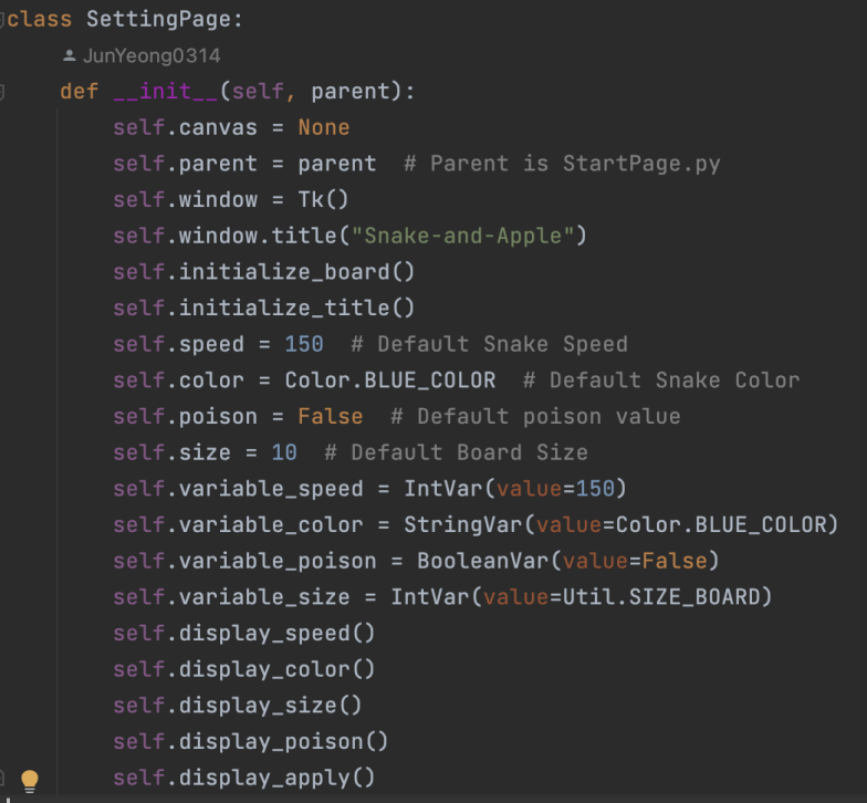 class SettingPage:
JunYeong0314
def __init__(self, parent):
self.canvas = None
self.parent = parent  # Parent is StartPage.py
self.window = Tk()
self.window.title("Snake-and-Apple")
self.initialize_board()
self.initialize_title()
self.speed = 150  # Default Snake Speed
self.color = Color.BLUE_COLOR  # Default Snake Color
self.poison = False  # Default poison value
self.size = 10  # Default Board Size
self.variable_speed = IntVar(value=150)
self.variable_color = StringVar(value=Color.BLUE_COLOR)
self.variable_poison = BooleanVar(value=False)
self.variable_size = IntVar(value=Util.SIZE_BOARD)
self.display_speed()
self.display_color()
self.display_size()
self.display_poison()
self.display_apply()